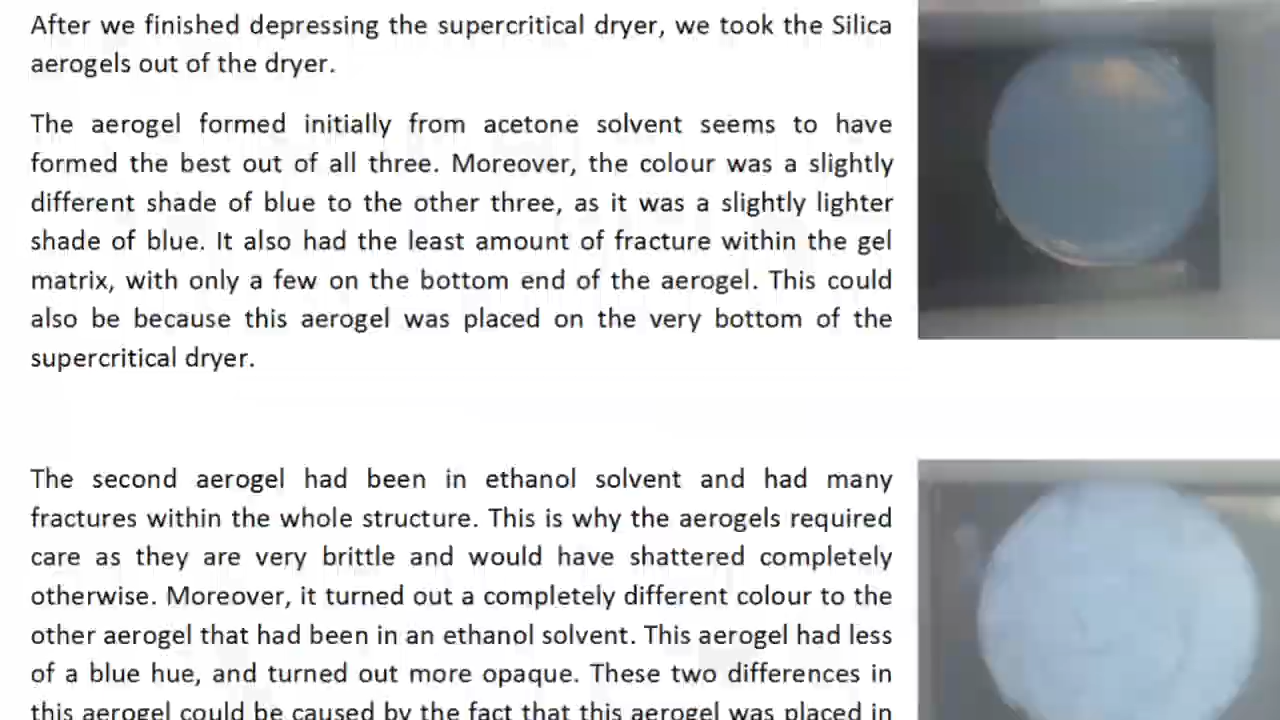 After we finished depressing the supercritical dryer, we took the Silica
aerogels out of the dryer.
The aerogel formed initially from acetone solvent seems to have
formed the best out of all three. Moreover, the colour was a slightly
different shade of blue to the other three, as it was a slightly lighter
shade of blue. It also had the least amount of fracture within the gel
matrix, with only a few on the bottom end of the aerogel. This could
also be because this aerogel was placed on the very bottom of the
supercritical dryer.
The second aerogel had been in ethanol solvent and had many
fractures within the whole structure. This is why the aerogels required
care as they are very brittle and would have shattered completely
otherwise. Moreover, it turned out a completely different colour to the
other aerogel that had been in an ethanol solvent. This aerogel had less
of a blue hue, and turned out more opaque. These two differences in
this aerogel could be caused by the fact that this aerogel was placed in